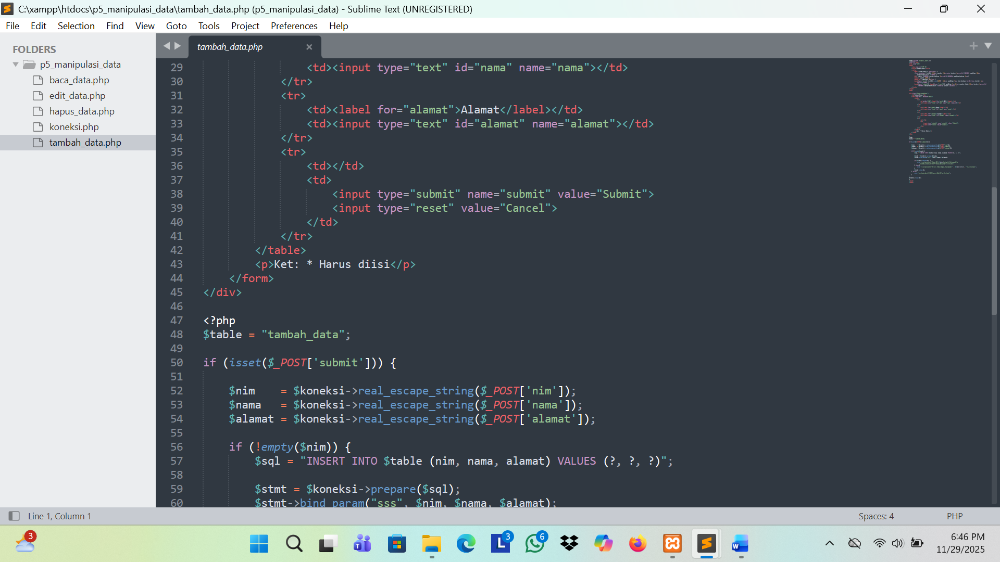 C:\xampp\htdocs\p5_manipulasi_data\tambah_data.php (p5_manipulasi_data) - Sublime Text (UNREGISTERED)
File Edit Selection Find View Goto Tools Project Preferences Help
FOLDERS
p5_manipulasi_data
baca_data.php
edit_data.php
hapus_data.php
koneksi.php
tambah_data.php
tambah_data.php
29 <td><input type="text" id="nama" name="nama"></td>
30 </tr>
31 <tr>
32 <td><label for="alamat">Alamat</label></td>
33 <td><input type="text" id="alamat" name="alamat"></td>
34 </tr>
35 <tr>
36 <td></td>
37 <td>
38 <input type="submit" name="submit" value="Submit">
39 <input type="reset" value="Cancel">
40 </td>
41 </tr>
42 </table>
43 <p>Ket: * Harus diisi</p>
44 </form>
45 </div>
46
47 <?php
48 $table = "tambah_data";
49
50 if (isset($_POST['submit'])) {
51
52 $nim = $koneksi->real_escape_string($_POST['nim']);
53 $nama = $koneksi->real_escape_string($_POST['nama']);
54 $alamat = $koneksi->real_escape_string($_POST['alamat']);
55
56 if (!empty($nim)) {
57 $sql = "INSERT INTO $table (nim, nama, alamat) VALUES (?, ?, ?)";
58
59 $stmt = $koneksi->prepare($sql);
60 $stmt->bind_param("sss", $nim, $nama, $alamat);
Line 1, Column 1
Spaces: 4
PHP
3
3
6
6:46 PM
11/29/2025